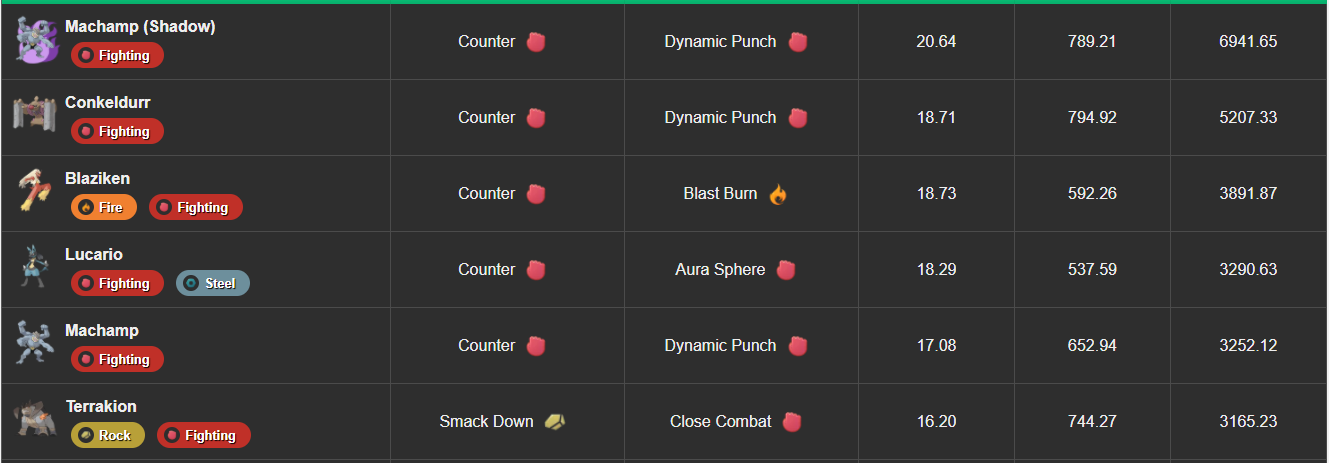 Machamp (Shadow)
Fighting
Counter
Dynamic Punch
20.64
789.21
6941.65
Conkeldurr
Fighting
Counter
Dynamic Punch
18.71
794.92
5207.33
Blaziken
Fire
Fighting
Counter
Blast Burn
18.73
592.26
3891.87
Lucario
Fighting
Steel
Counter
Aura Sphere
18.29
537.59
3290.63
Machamp
Fighting
Counter
Dynamic Punch
17.08
652.94
3252.12
Terrakion
Rock
Fighting
Smack Down
Close Combat
16.20
744.27
3165.23